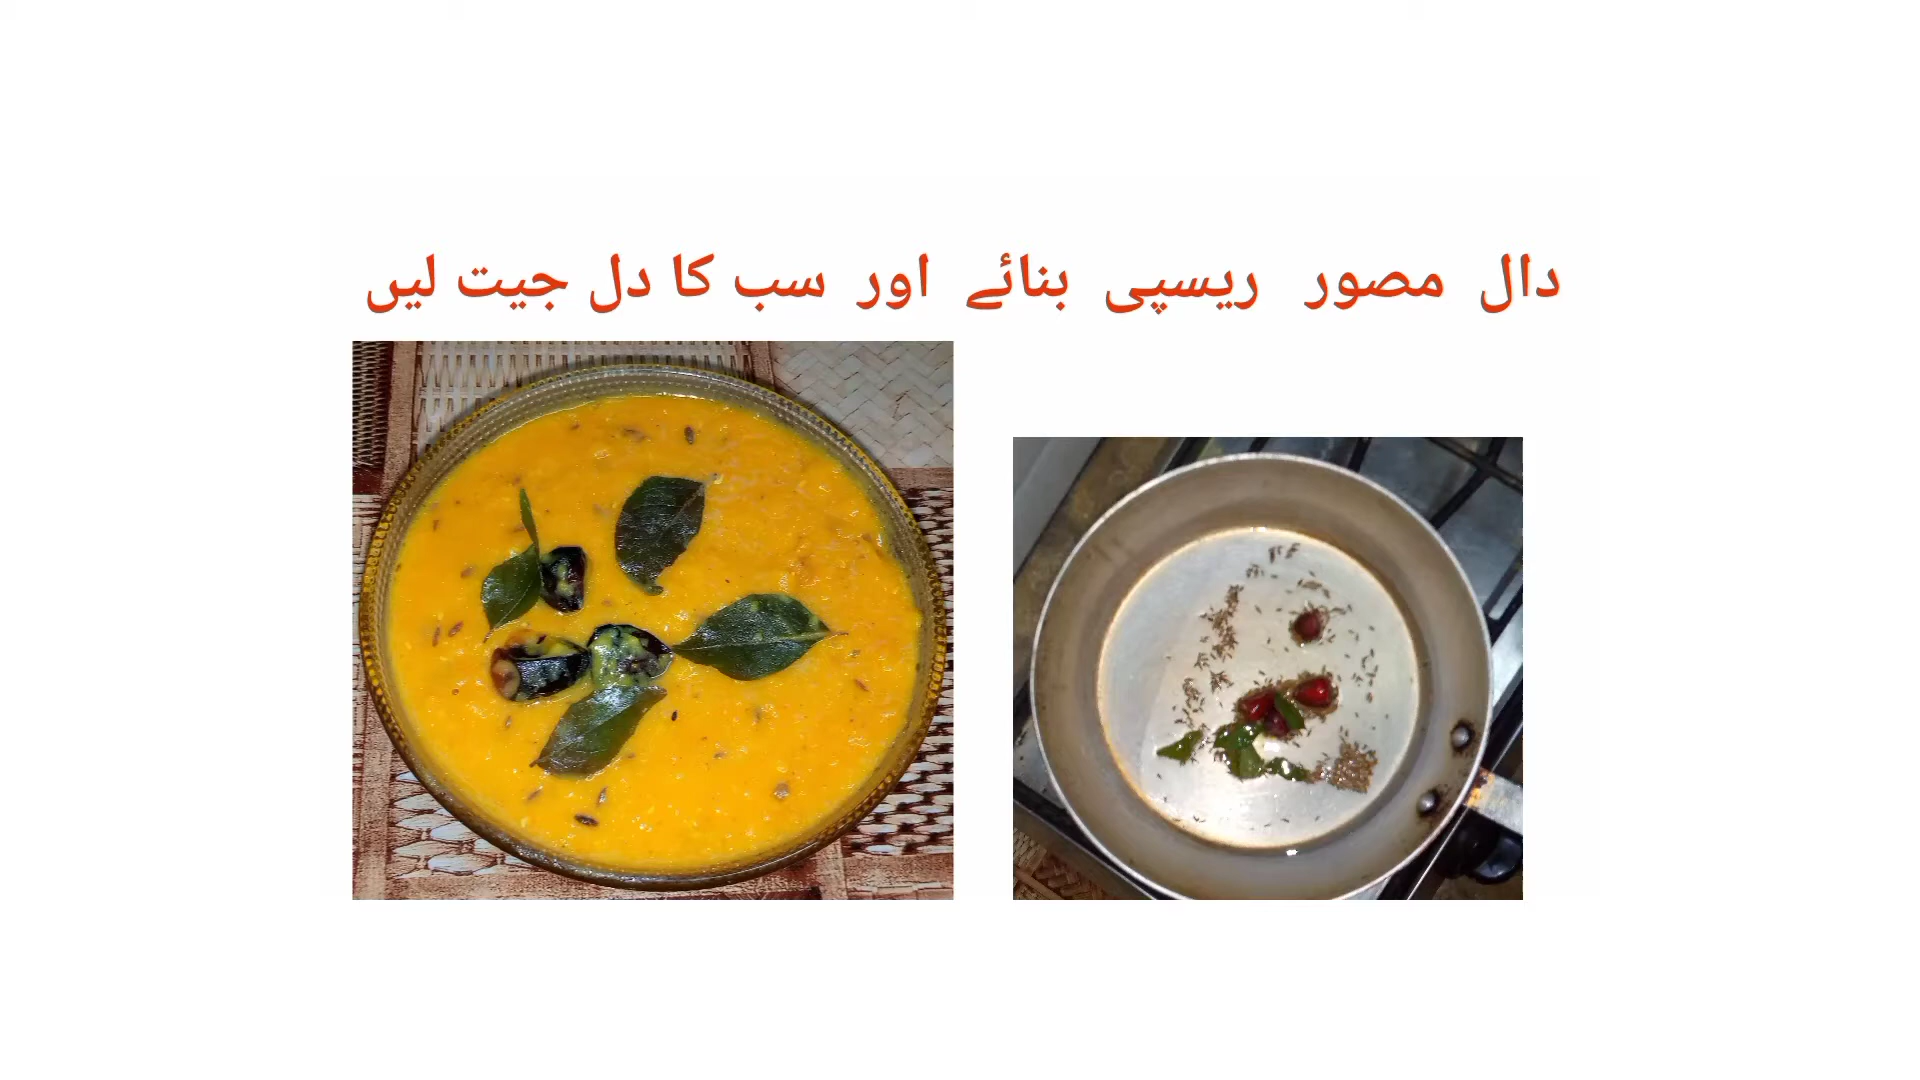 دال مصور ریسپی بنائے اور سب کا دل جیت لیں